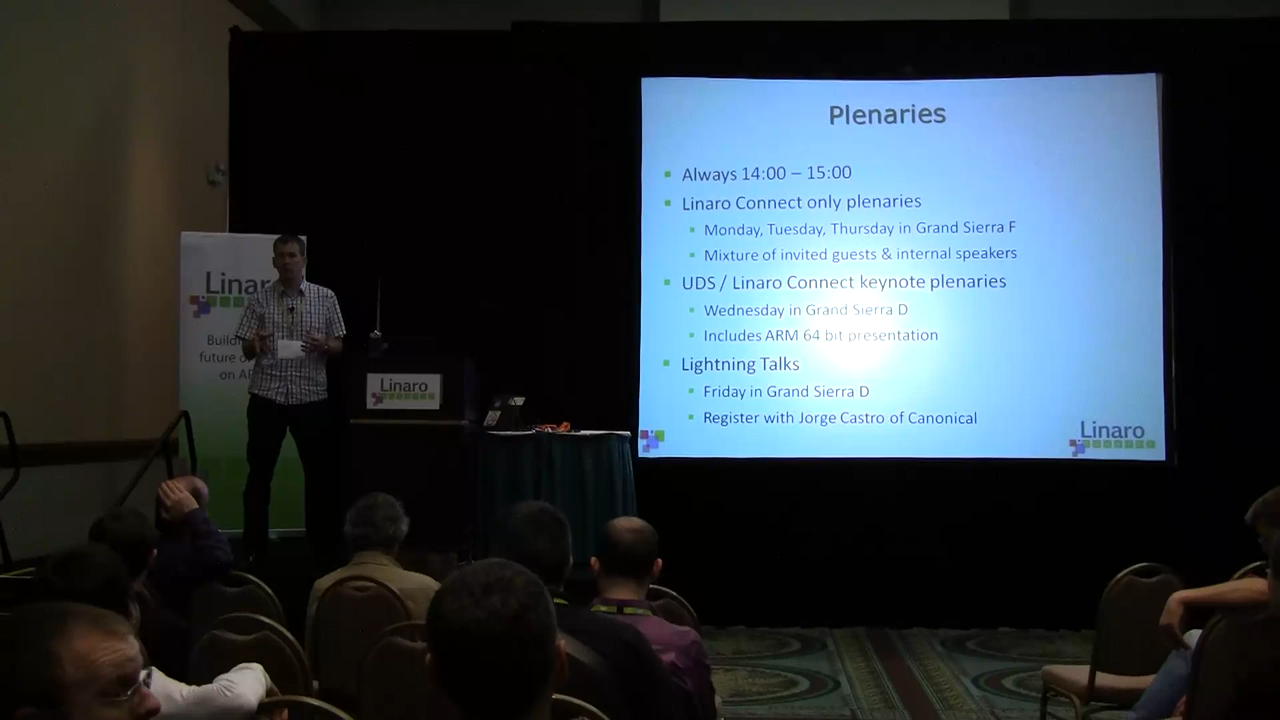 Plenaries
Always 14:00 – 15:00
Linaro Connect only plenaries
Monday, Tuesday, Thursday in Grand Sierra F
Mixture of invited guests & internal speakers
UDS / Linaro Connect keynote plenaries
Wednesday in Grand Sierra D
Includes ARM 64 bit presentation
Lightning Talks
Friday in Grand Sierra D
Register with Jorge Castro of Canonical
Linaro
Linaro
future o
on A
Linaro